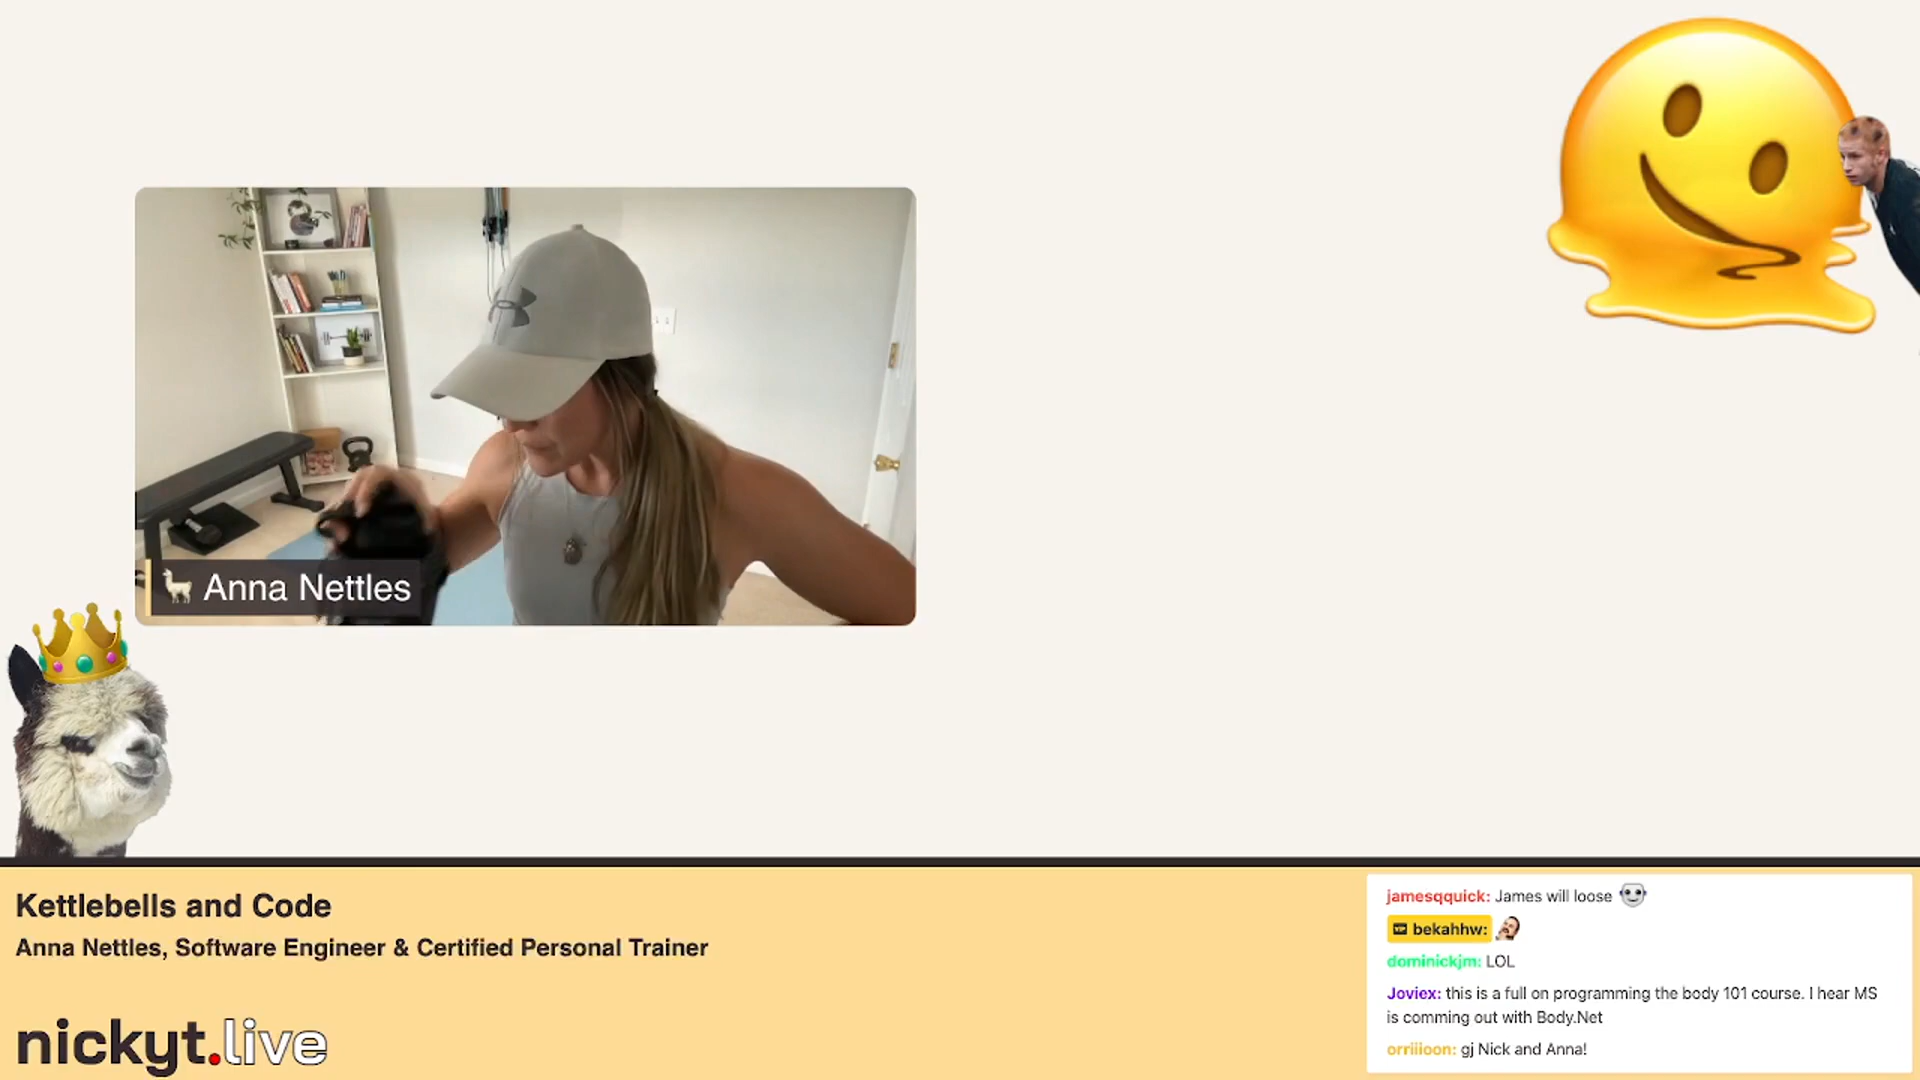 Anna Nettles
Kettlebells and Code
Anna Nettles, Software Engineer & Certified Personal Trainer
nickyt.live
jamesqquick: James will loose
bekahhw:
dominickjm: LOL
Joviex: this is a full on programming the body 101 course. I hear MS
is comming out with Body.Net
orriiioon: gj Nick and Anna!